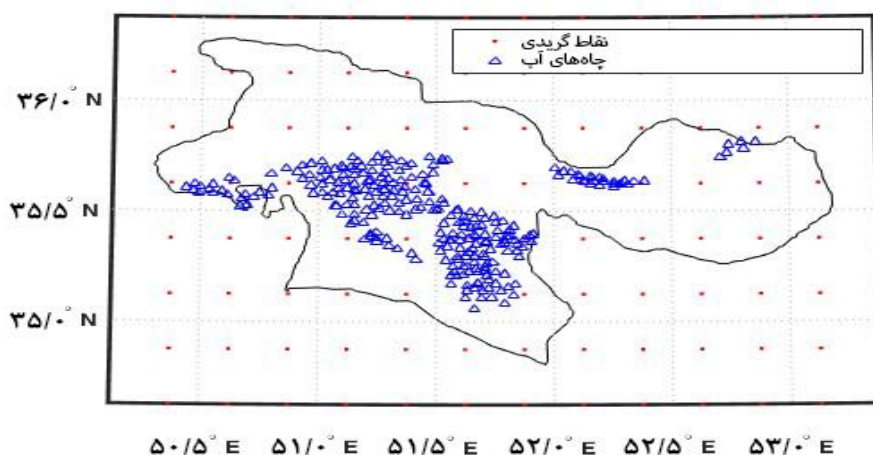 نقاط گریدی
چاه‌های آب
۳۶/۰° N
۳۵/۵° N
۳۵/۰° N
۵۰/۵° E
۵۱/۰° E
۵۱/۵° E
۵۲/۰° E
۵۲/۵° E
۵۳/۰° E